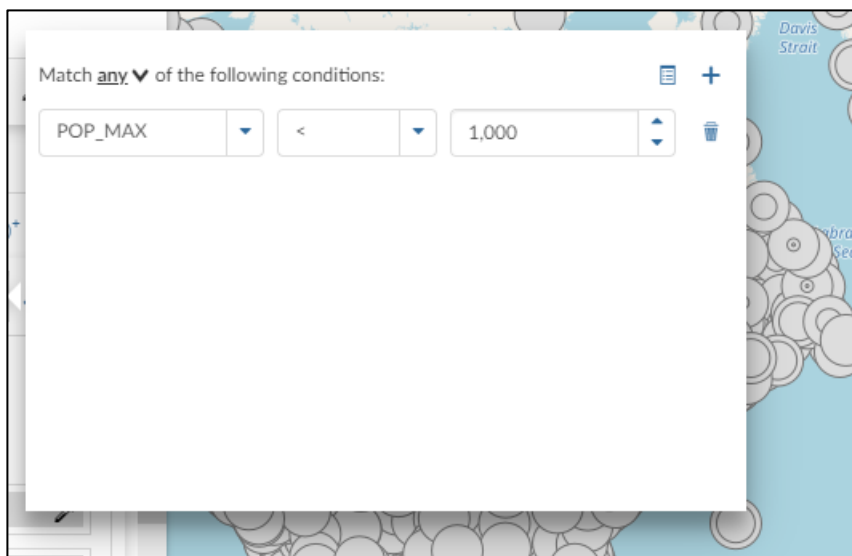 Davis
Strait
Match any of the following conditions:
POP_MAX
<
1,000